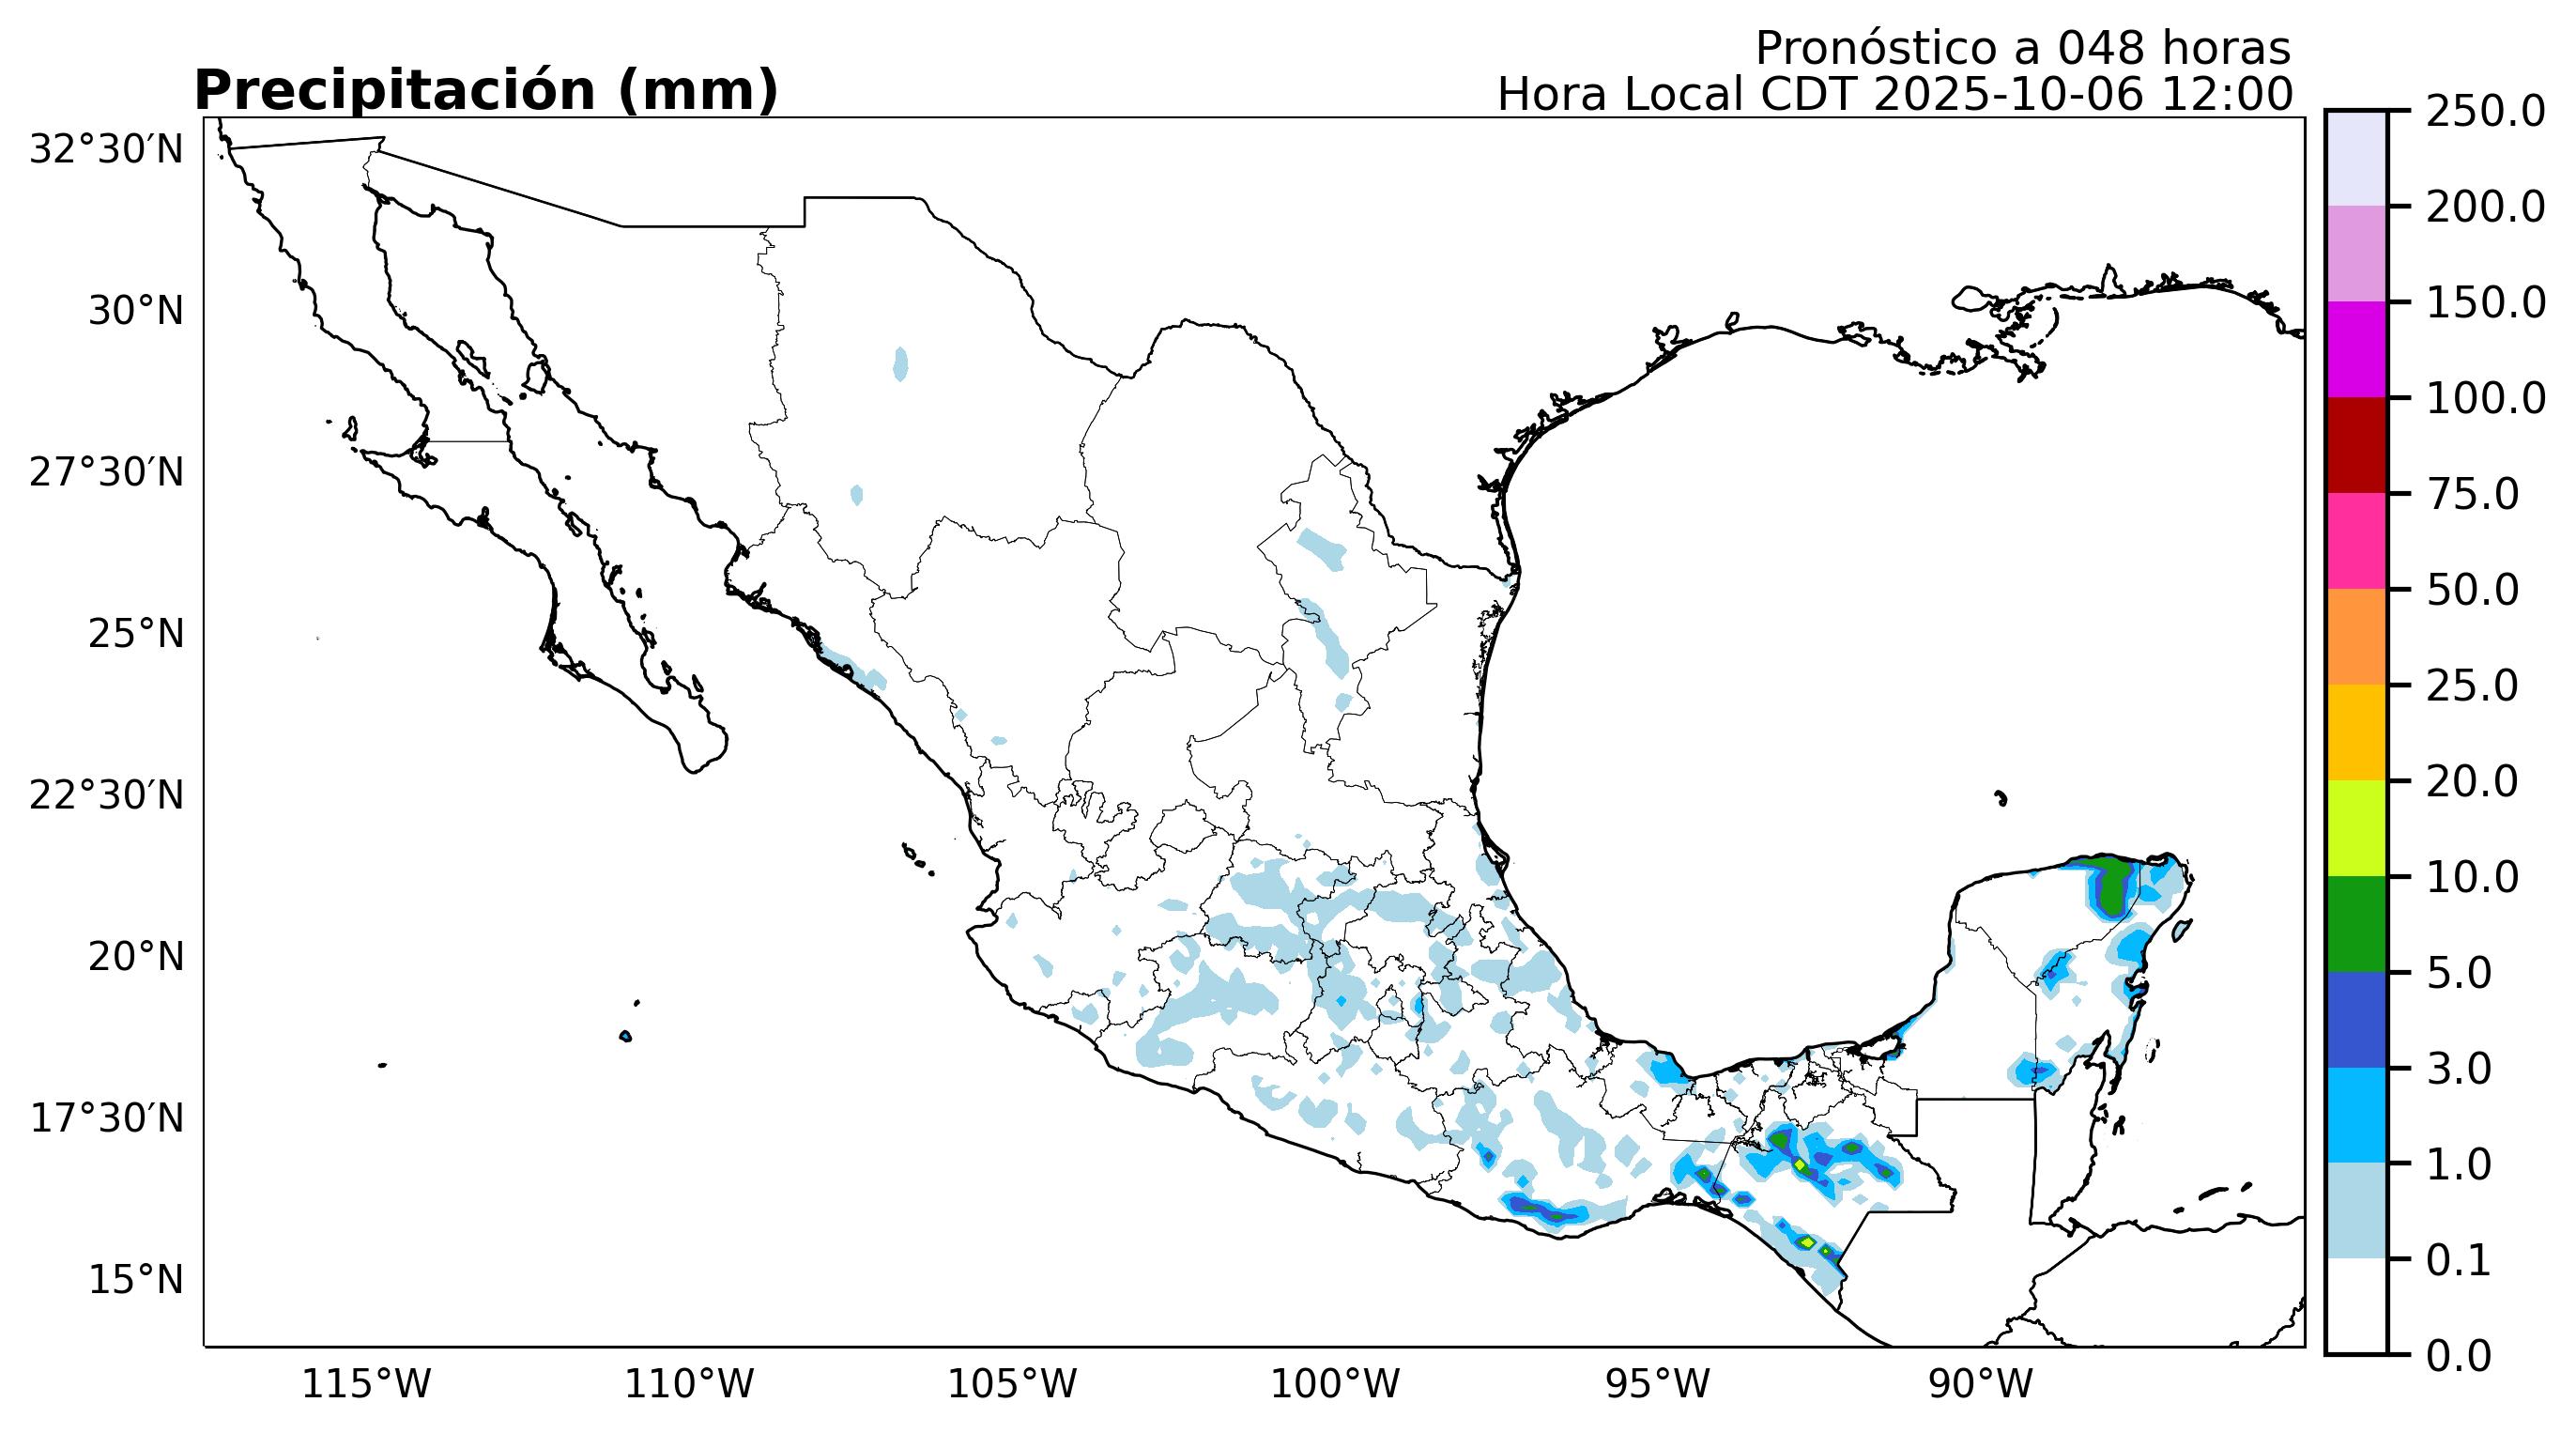 Pronóstico a 048 horas
Precipitación (mm)
Hora Local CDT 2025-10-06 12:00
32°30′N
30°N
27°30′N
25°N
22°30′N
20°N
17°30′N
15°N
115°W
110°W
105°W
100°W
95°W
90°W
250.0
200.0
150.0
100.0
75.0
50.0
25.0
20.0
10.0
5.0
3.0
1.0
0.1
0.0